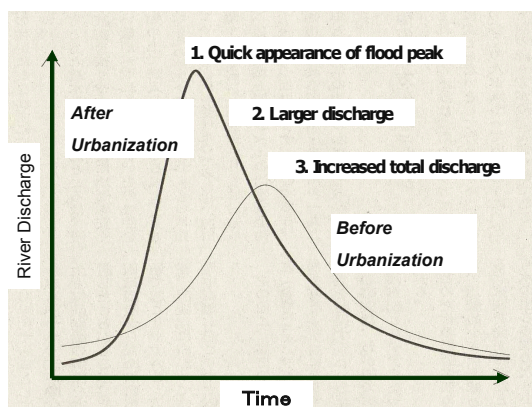 1. Quick appearance of flood peak
After
Urbanization
2. Larger discharge
3. Increased total discharge
Before
Urbanization
River Discharge
Time